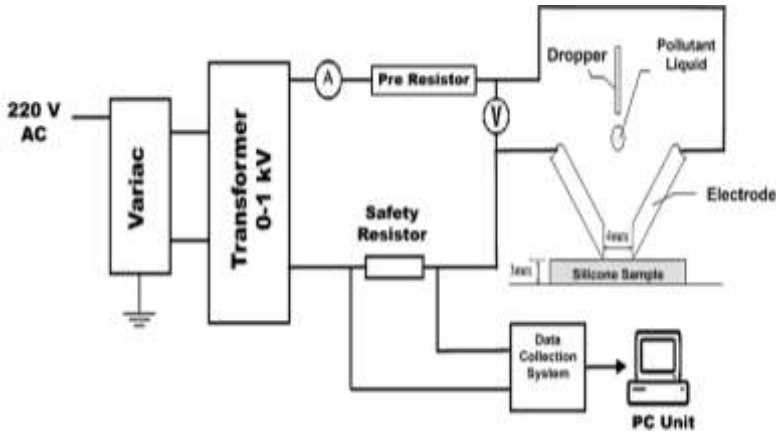 220 V
AC
Variac
Transformer
0-1 kV
A
Pre Resistor
V
Dropper
Pollutant
Liquid
Electrode
4mm
Silicone Sample
Safety
Resistor
Data
Collection
System
PC Unit